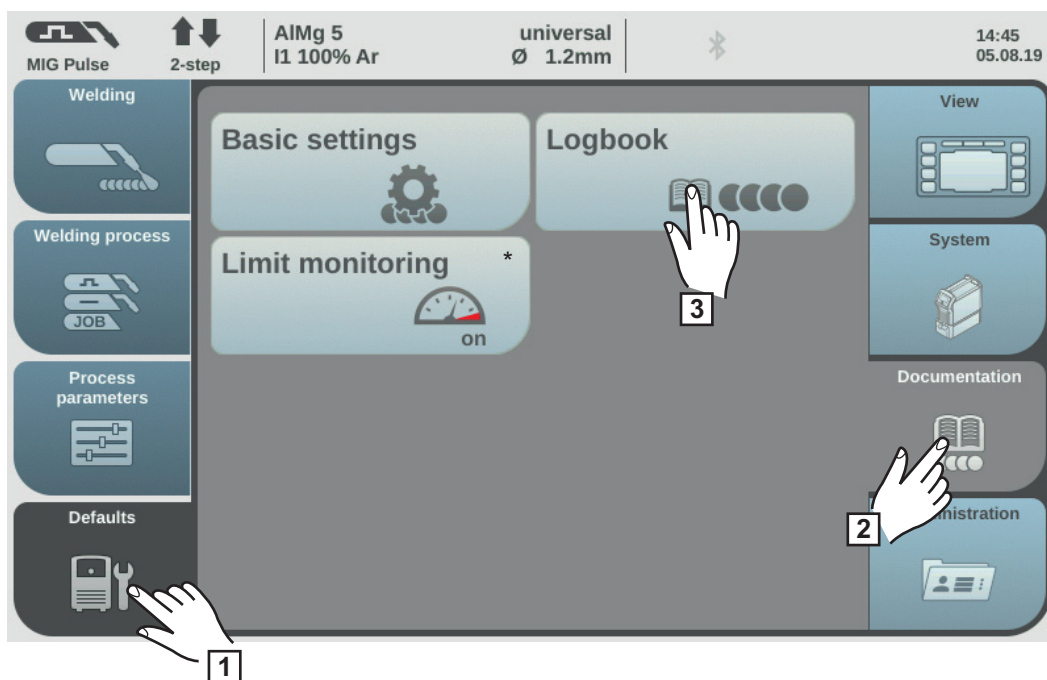 MIG Pulse
2-step
AlMg 5
I1 100% Ar
universal
Ø 1.2mm
14:45
05.08.19
Welding
Welding process
JOB
Process
parameters
Defaults
Basic settings
Logbook
Limit monitoring *
on
View
System
Documentation
nistration
1
2
3